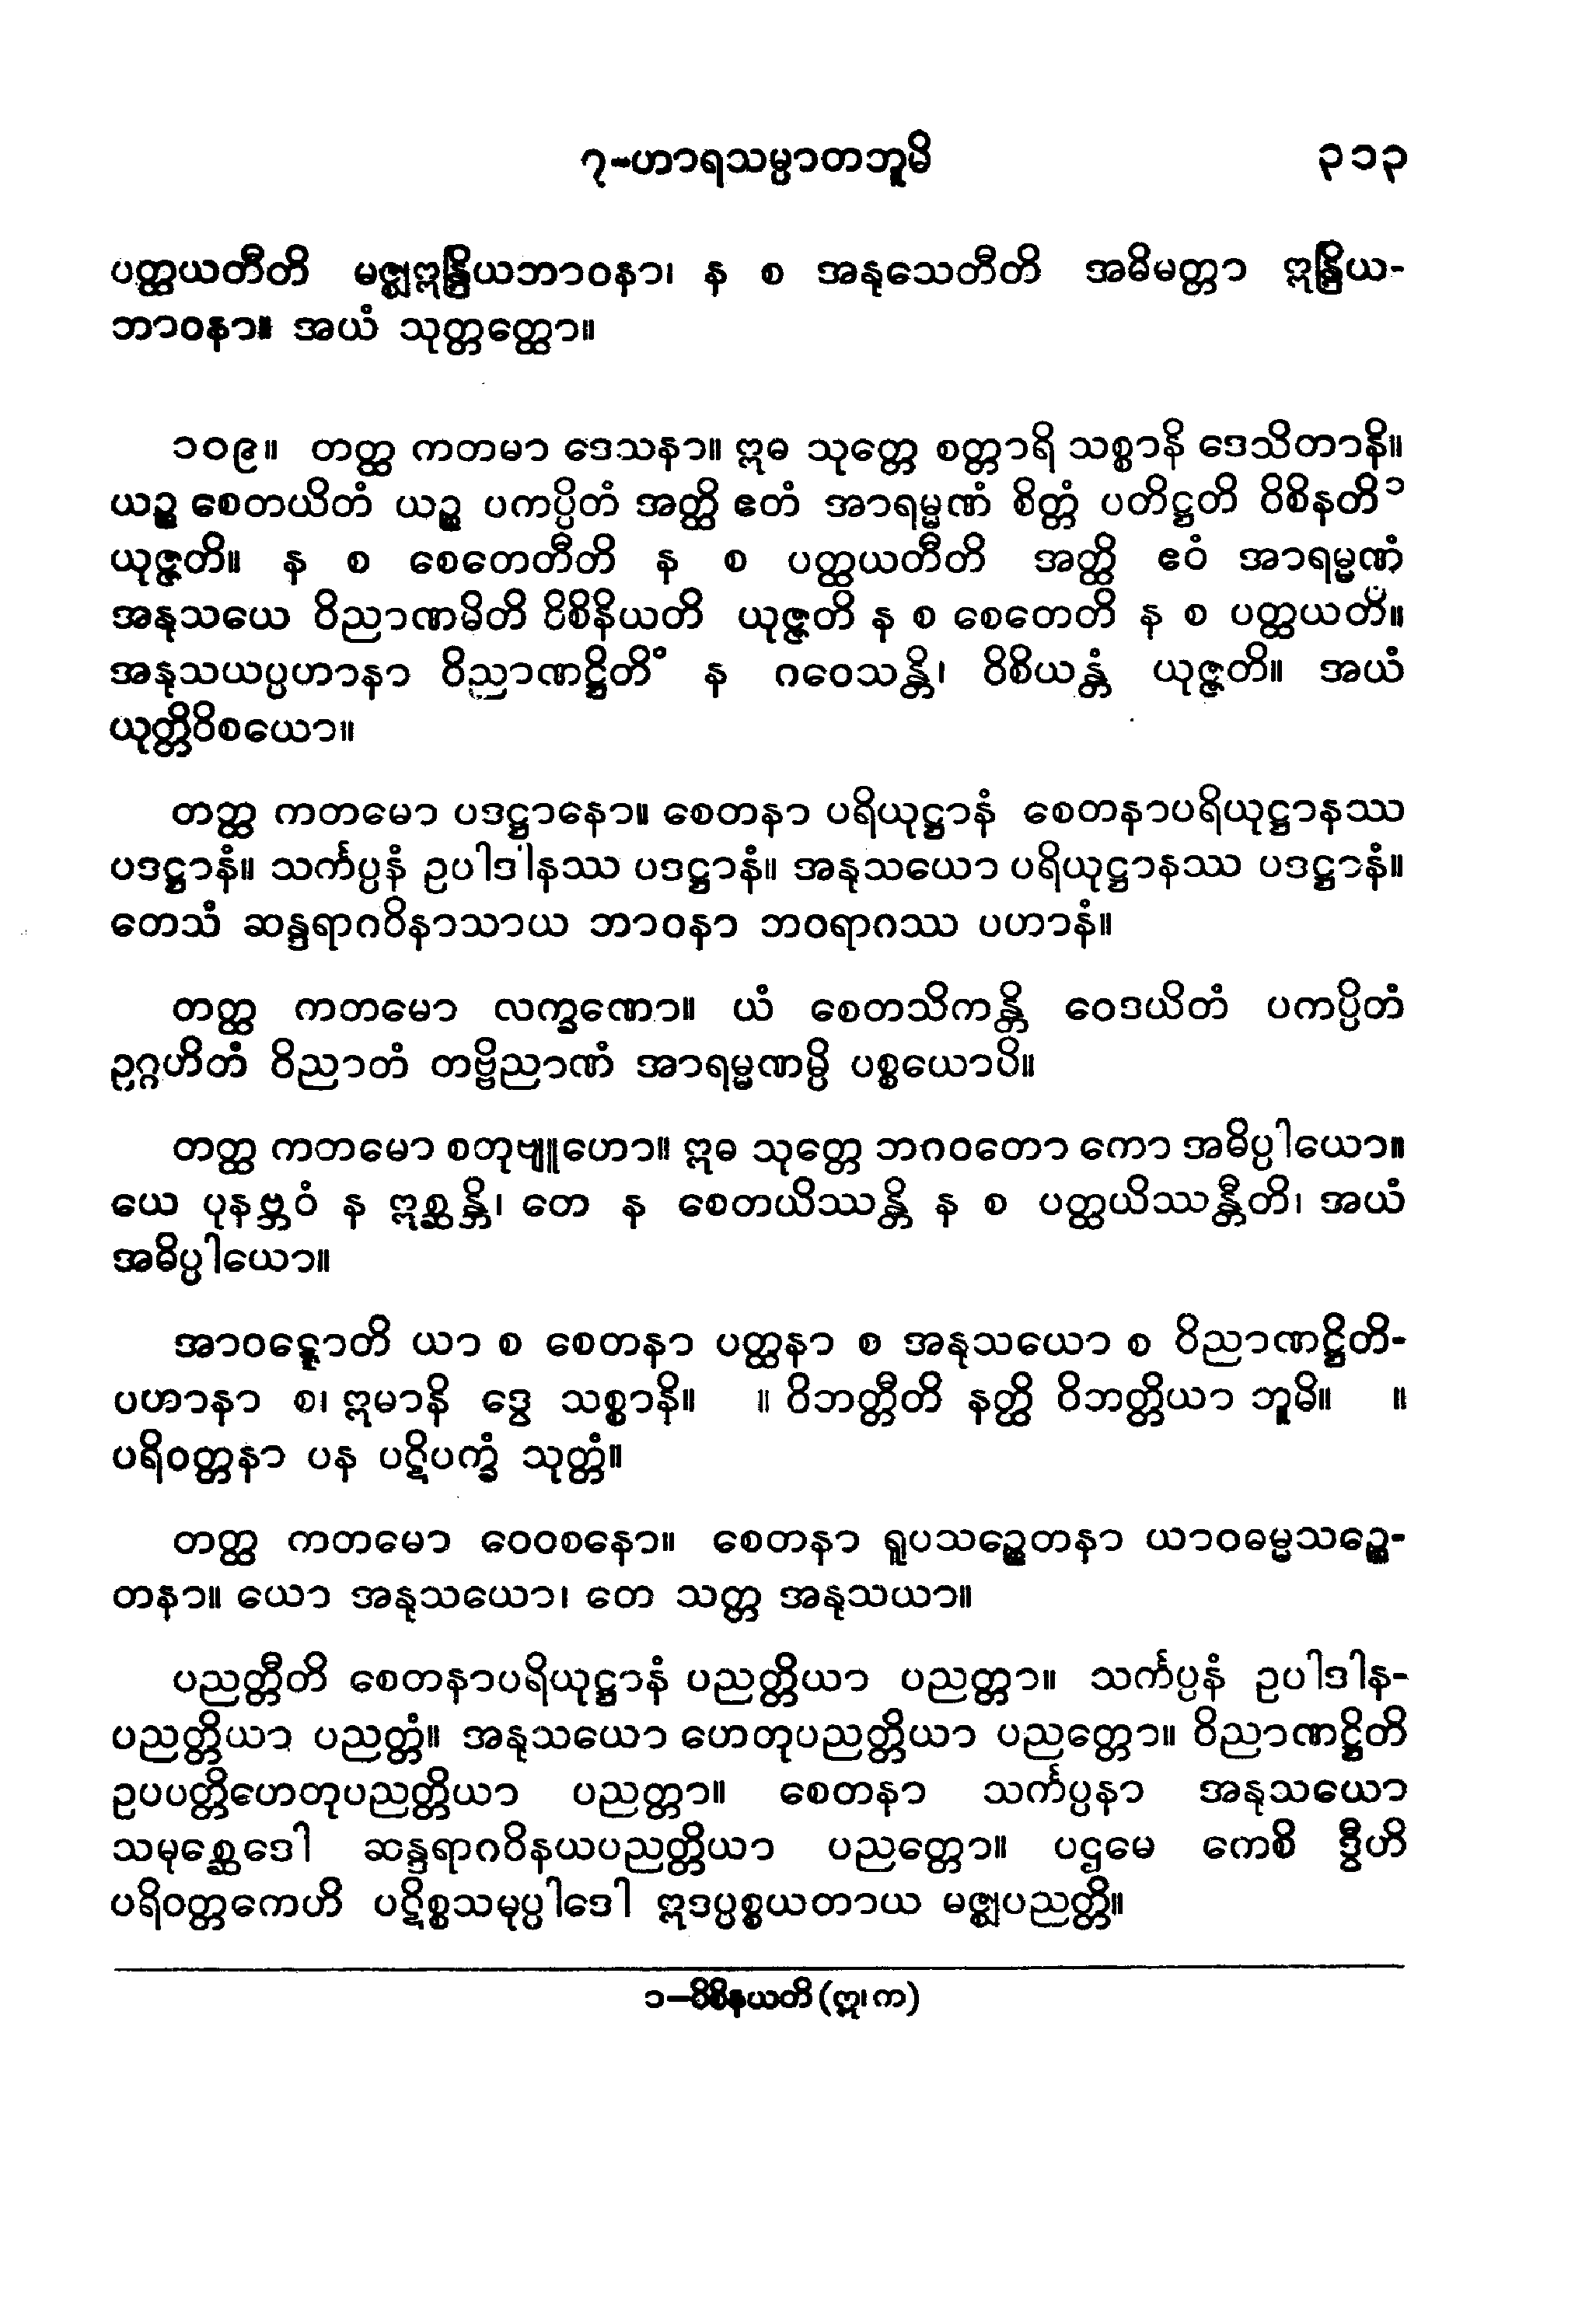 ၇-ဟာရသမ္ပာတဘူမိ ၃၁၃
ပတ္ထယတီတိ မဇ္ဈဣန္ဒြိယဘာဝနာ၊ န စ အနုသေတီတိ အဓိမတ္တာ ဣန္ဒြိယ-
ဘာဝနာ။ အယံ သုတ္တတ္ထော။
၁၀၉။ တတ္ထ ကတမာ ဒေသနာ။ ဣဓ သုတ္တေ စတ္တာရိ သစ္စာနိ ဒေသိတာနိ။
ယဉ္စ စေတယိတံ ယဉ္စ ပကပ္ပိတံ အတ္ထိ ဧတံ အာရမ္မဏံ စိတ္တံ ပတိဋ္ဌတိ ဝိစိနတိ၁
ယုဇ္ဇတိ။ န စ စေတေတီတိ န စ ပတ္ထယတီတိ အတ္ထိ ဧဝံ အာရမ္မဏံ
အနုသယေ ဝိညာဏမိတိ ဝိစိနိယတိ ယုဇ္ဇတိ န စ စေတေတိ န စ ပတ္ထယတိ။
အနုသယပ္ပဟာနာ ဝိညာဏဋ္ဌိတိံ န ဂဝေသန္တိ၊ ဝိစိယန္တံ ယုဇ္ဇတိ။ အယံ
ယုတ္တိဝိစယော။
တတ္ထ ကတမော ပဒဋ္ဌာနော။ စေတနာ ပရိယုဋ္ဌာနံ စေတနာပရိယုဋ္ဌာနဿ
ပဒဋ္ဌာနံ။ သင်္ကပ္ပနံ ဥပါဒါနဿ ပဒဋ္ဌာနံ။ အနုသယော ပရိယုဋ္ဌာနဿ ပဒဋ္ဌာနံ။
တေသံ ဆန္ဒရာဂဝိနာသာယ ဘာဝနာ ဘဝရာဂဿ ပဟာနံ။
တတ္ထ ကတမော လက္ခဏော။ ယံ စေတသိကန္တိ ဝေဒယိတံ ပကပ္ပိတံ
ဥဂ္ဂဟိတံ ဝိညာတံ တဗ္ဗိညာဏံ အာရမ္မဏမ္ပိ ပစ္စယောပိ။
တတ္ထ ကတမော စတုဗျူဟော။ ဣဓ သုတ္တေ ဘဂဝတော ကော အဓိပ္ပါယော။
ယေ ပုနဗ္ဘဝံ န ဣစ္ဆန္တိ၊ တေ န စေတယိဿန္တိ န စ ပတ္ထယိဿန္တီတိ၊ အယံ
အဓိပ္ပါယော။
အာဝဋ္ဋောတိ ယာ စ စေတနာ ပတ္ထနာ စ အနုသယော စ ဝိညာဏဋ္ဌိတိ-
ပဟာနာ စ၊ ဣမာနိ ဒွေ သစ္စာနိ။ ။ ဝိဘတ္တီတိ နတ္ထိ ဝိဘတ္တိယာ ဘူမိ။ ။
ပရိဝတ္တနာ ပန ပဋိပက္ခံ သုတ္တံ။
တတ္ထ ကတမော ဝေဝစနော။ စေတနာ ရူပသဉ္စေတနာ ယာဝဓမ္မသဉ္စေ-
တနာ။ ယော အနုသယော၊ တေ သတ္တ အနုသယာ။
ပညတ္တီတိ စေတနာပရိယုဋ္ဌာနံ ပညတ္တိယာ ပညတ္တာ။ သင်္ကပ္ပနံ ဥပါဒါန-
ပညတ္တိယာ ပညတ္တံ။ အနုသယော ဟေတုပညတ္တိယာ ပညတ္တော။ ဝိညာဏဋ္ဌိတိ
ဥပပတ္တိဟေတုပညတ္တိယာ ပညတ္တာ။ စေတနာ သင်္ကပ္ပနာ အနုသယော
သမုစ္ဆေဒေါ ဆန္ဒရာဂဝိနယပညတ္တိယာ ပညတ္တော။ ပဌမေ ကေစိ ဒွီဟိ
ပရိဝတ္တကေဟိ ပဋိစ္စသမုပ္ပါဒေါ ဣဒပ္ပစ္စယတာယ မဇ္ဈပညတ္တိ။
၁-ဝိစိနယတိ (ဣ၊ က)